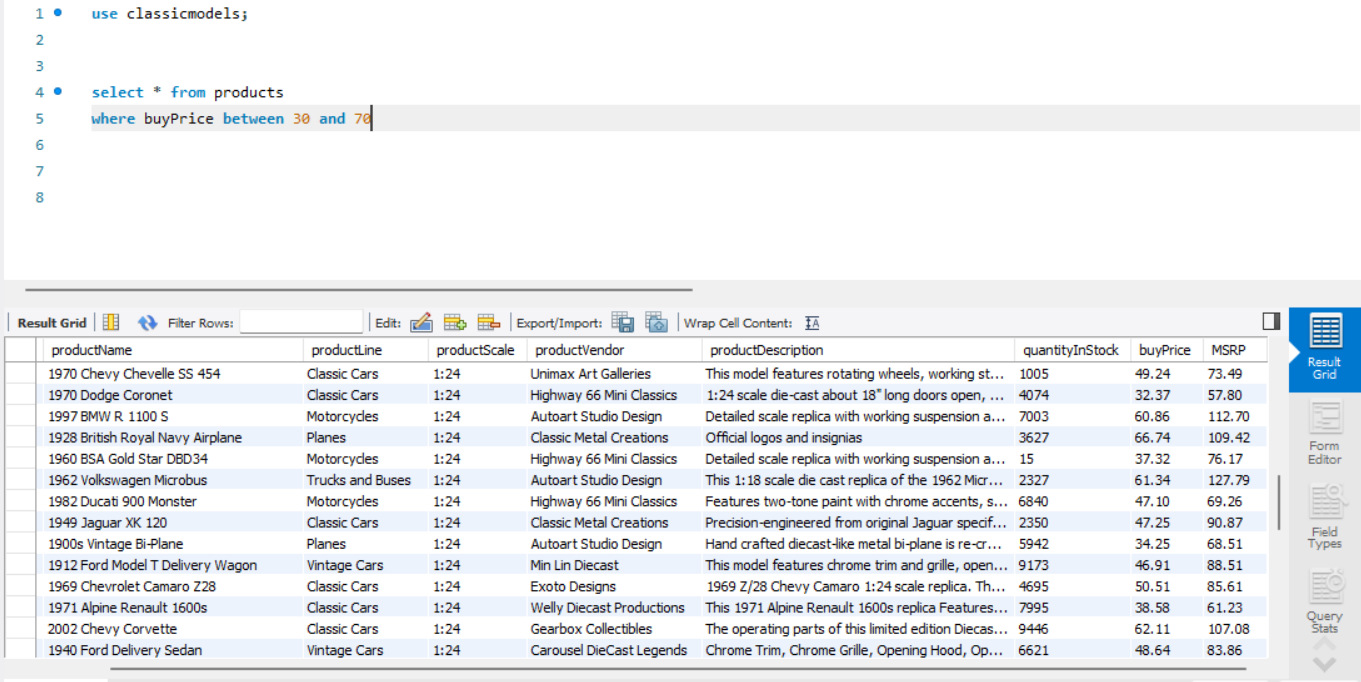 1 use classicmodels;
2
3
4 select * from products
5 where buyPrice between 30 and 70
6
7
8
Result Grid Filter Rows: Edit: Export/Import: Wrap Cell Content: IA
productName productLine productScale productVendor productDescription quantityInStock buyPrice MSRP
1970 Chevy Chevelle SS 454 Classic Cars 1:24 Unimax Art Galleries This model features rotating wheels, working st... 1005 49.24 73.49
1970 Dodge Coronet Classic Cars 1:24 Highway 66 Mini Classics 1:24 scale die-cast about 18" long doors open, ... 4074 32.37 57.80
1997 BMW R 1100 S Motorcycles 1:24 Autoart Studio Design Detailed scale replica with working suspension a... 7003 60.86 112.70
1928 British Royal Navy Airplane Planes 1:24 Classic Metal Creations Official logos and insignias 3627 66.74 109.42
1960 BSA Gold Star DBD34 Motorcycles 1:24 Highway 66 Mini Classics Detailed scale replica with working suspension a... 15 37.32 76.17
1962 Volkswagen Microbus Trucks and Buses 1:24 Autoart Studio Design This 1:18 scale die cast replica of the 1962 Micr... 2327 61.34 127.79
1982 Ducati 900 Monster Motorcycles 1:24 Highway 66 Mini Classics Features two-tone paint with chrome accents, s... 6840 47.10 69.26
1949 Jaguar XK 120 Classic Cars 1:24 Classic Metal Creations Precision-engineered from original Jaguar specif... 2350 47.25 90.87
1900s Vintage Bi-Plane Planes 1:24 Autoart Studio Design Hand crafted diecast-like metal bi-plane is re-cr... 5942 34.25 68.51
1912 Ford Model T Delivery Wagon Vintage Cars 1:24 Min Lin Diecast This model features chrome trim and grille, open... 9173 46.91 88.51
1969 Chevrolet Camaro Z28 Classic Cars 1:24 Exoto Designs 1969 Z/28 Chevy Camaro 1:24 scale replica. Th... 4695 50.51 85.61
1971 Alpine Renault 1600s Classic Cars 1:24 Welly Diecast Productions This 1971 Alpine Renault 1600s replica Features... 7995 38.58 61.23
2002 Chevy Corvette Classic Cars 1:24 Gearbox Collectibles The operating parts of this limited edition Diecas... 9446 62.11 107.08
1940 Ford Delivery Sedan Vintage Cars 1:24 Carousel DieCast Legends Chrome Trim, Chrome Grille, Opening Hood, Op... 6621 48.64 83.86
Result
Grid
Form
Editor
Field
Types
Query
Stats